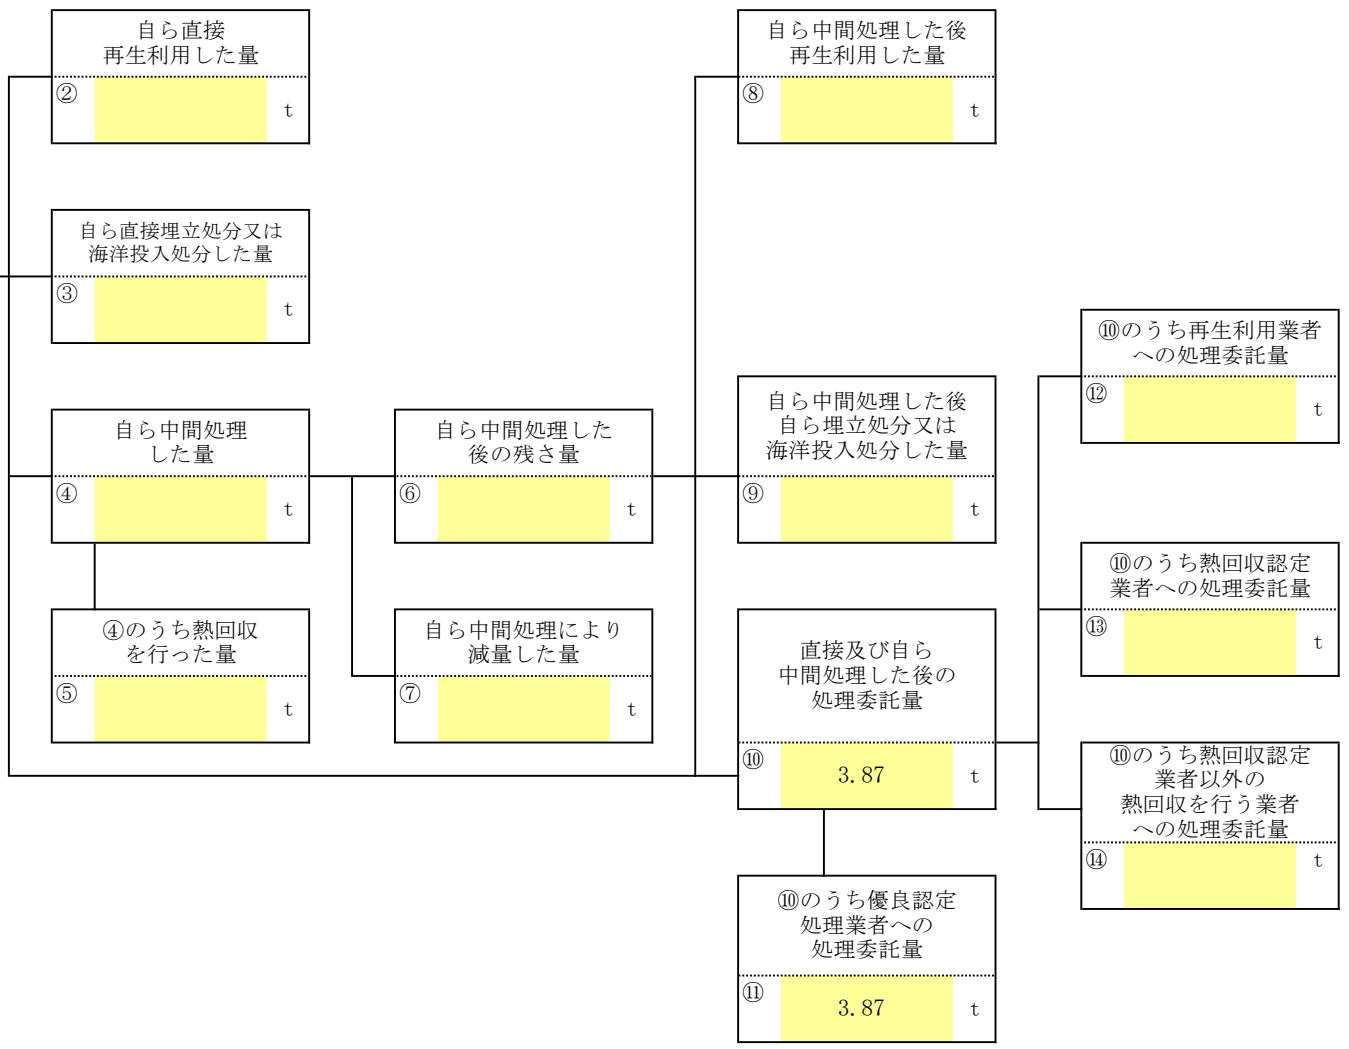 自ら直接
再生利用した量
②
t
自ら中間処理した後
再生利用した量
⑧
t
自ら直接埋立処分又は
海洋投入処分した量
③
t
⑩のうち再生利用業者
への処理委託量
⑫
t
自ら中間処理
した量
④
t
自ら中間処理した
後の残さ量
⑥
t
自ら中間処理した後
自ら埋立処分又は
海洋投入処分した量
⑨
t
⑩のうち熱回収認定
業者への処理委託量
⑬
t
④のうち熱回収
を行った量
⑤
t
自ら中間処理により
減量した量
⑦
t
直接及び自ら
中間処理した後の
処理委託量
⑩
3.87
t
⑩のうち熱回収認定
業者以外の
熱回収を行う業者
への処理委託量
⑭
t
⑩のうち優良認定
処理業者への
処理委託量
⑪
3.87
t